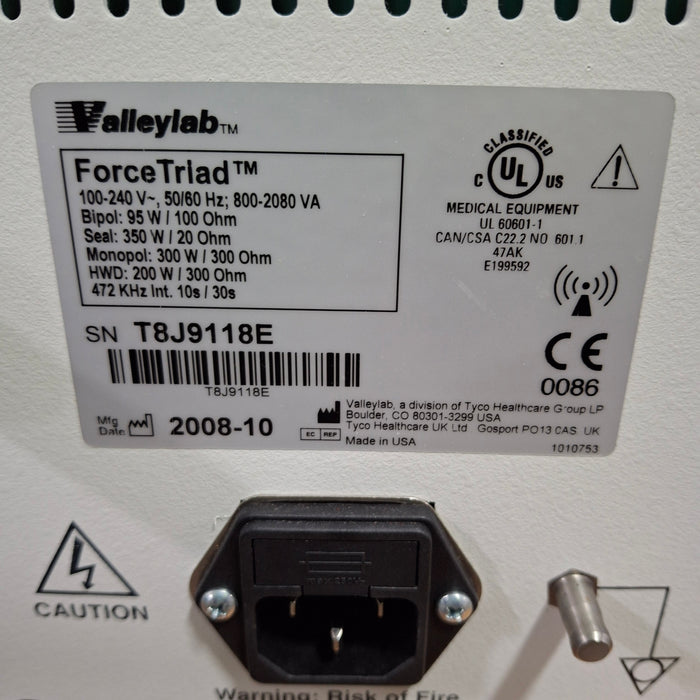 Valleylab™
ForceTriad™
100-240 V~, 50/60 Hz; 800-2080 VA
Bipol: 95 W / 100 Ohm
Seal: 350 W / 20 Ohm
Monopol: 300 W / 300 Ohm
HWD: 200 W / 300 Ohm
472 KHz Int. 10s / 30s
CLASSIFIED
C UL US
MEDICAL EQUIPMENT
UL 60601-1
CAN/CSA C22.2 NO 601.1
47AK
E199592
SN T8J9118E
T8J9118E
CE
0086
Mfg Date 2008-10
Valleylab, a division of Tyco Healthcare Group LP
Boulder, CO 80301-3299 USA
EC REP Tyco Healthcare UK Ltd Gosport PO13 0AS UK
Made in USA
1010753
max.250V~
CAUTION
Warning: Risk of Fire